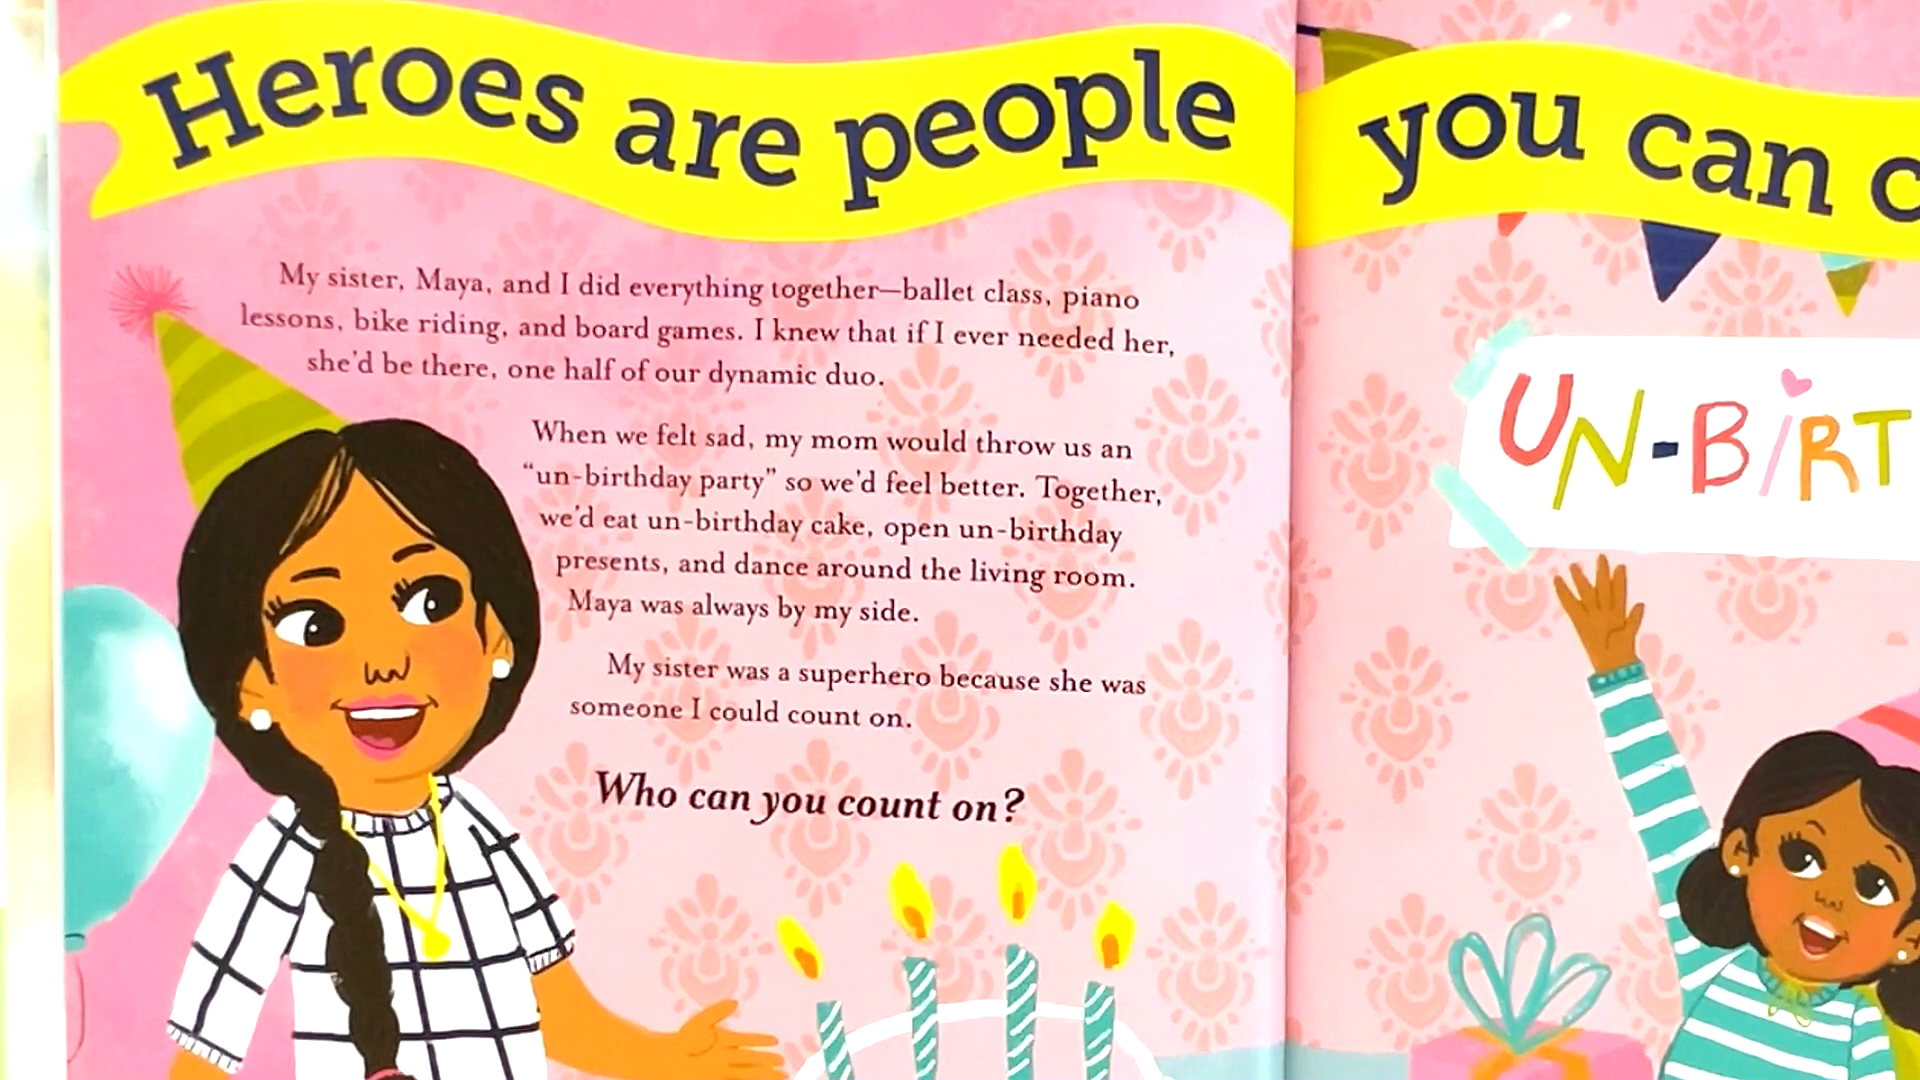 Heroes are people you can
My sister, Maya, and I did everything together—ballet class, piano
lessons, bike riding, and board games. I knew that if I ever needed her,
she'd be there, one half of our dynamic duo.
When we felt sad, my mom would throw us an
“un-birthday party” so we'd feel better. Together,
we'd eat un-birthday cake, open un-birthday
presents, and dance around the living room.
Maya was always by my side.
My sister was a superhero because she was
someone I could count on.
Who can you count on?
UN-BIRT